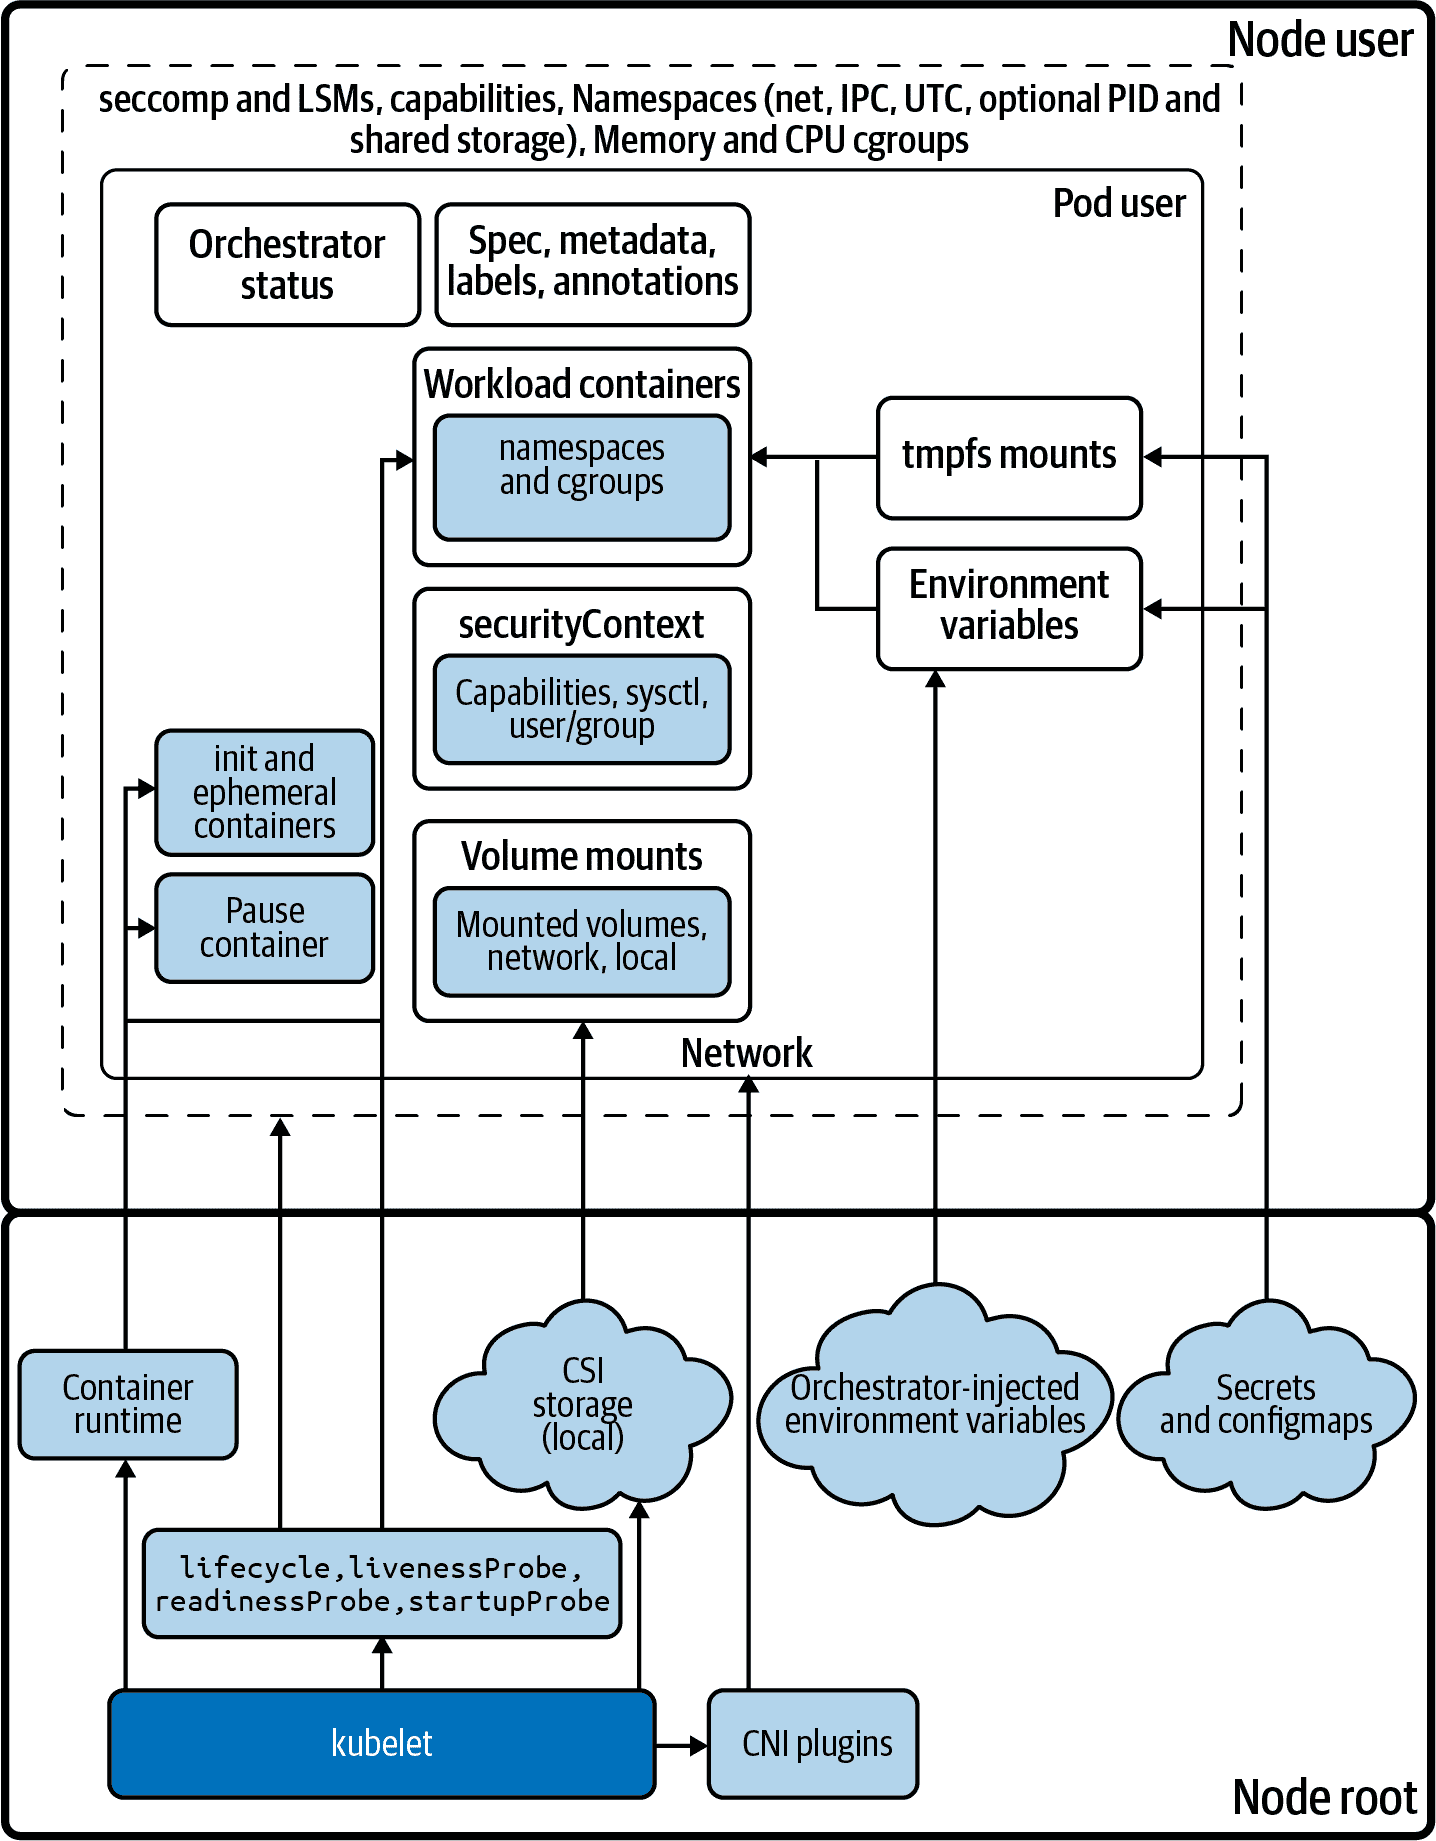 Node user
seccomp and LSMs, capabilities, Namespaces (net, IPC, UTC, optional PID and
shared storage), Memory and CPU cgroups
Pod user
Orchestrator
status
Spec, metadata,
labels, annotations
Workload containers
namespaces
and cgroups
tmpfs mounts
Environment
variables
securityContext
Capabilities, sysctl,
user/group
init and
ephemeral
containers
Pause
container
Volume mounts
Mounted volumes,
network, local
Network
Container
runtime
CSI
storage
(local)
Orchestrator-injected
environment variables
Secrets
and configmaps
lifecycle,livenessProbe,
readinessProbe,startupProbe
kubelet
CNI plugins
Node root